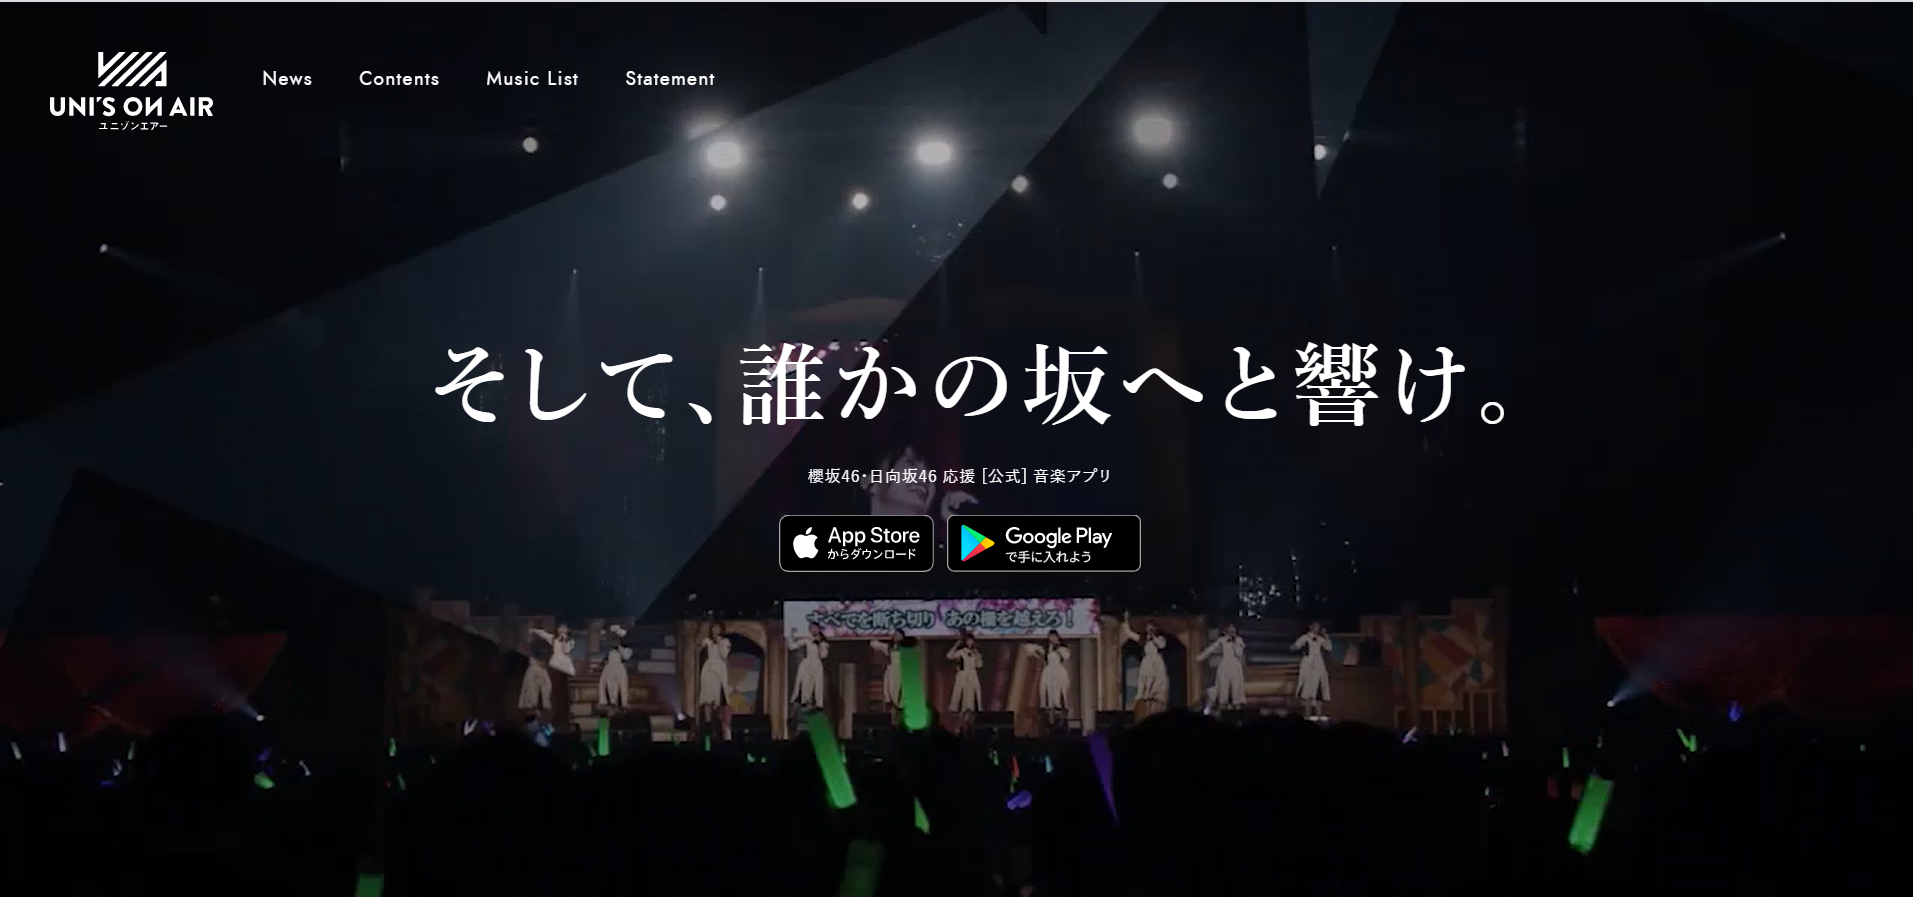 UNI'S ON AIR
ユニゾンエアー
News
Contents
Music List
Statement
そして、誰かの坂へと響け。
櫻坂46・日向坂46 応援 [公式] 音楽アプリ
App Store
からダウンロード
Google Play
で手に入れよう
すべてを断ち切り あの柵を越えろ!